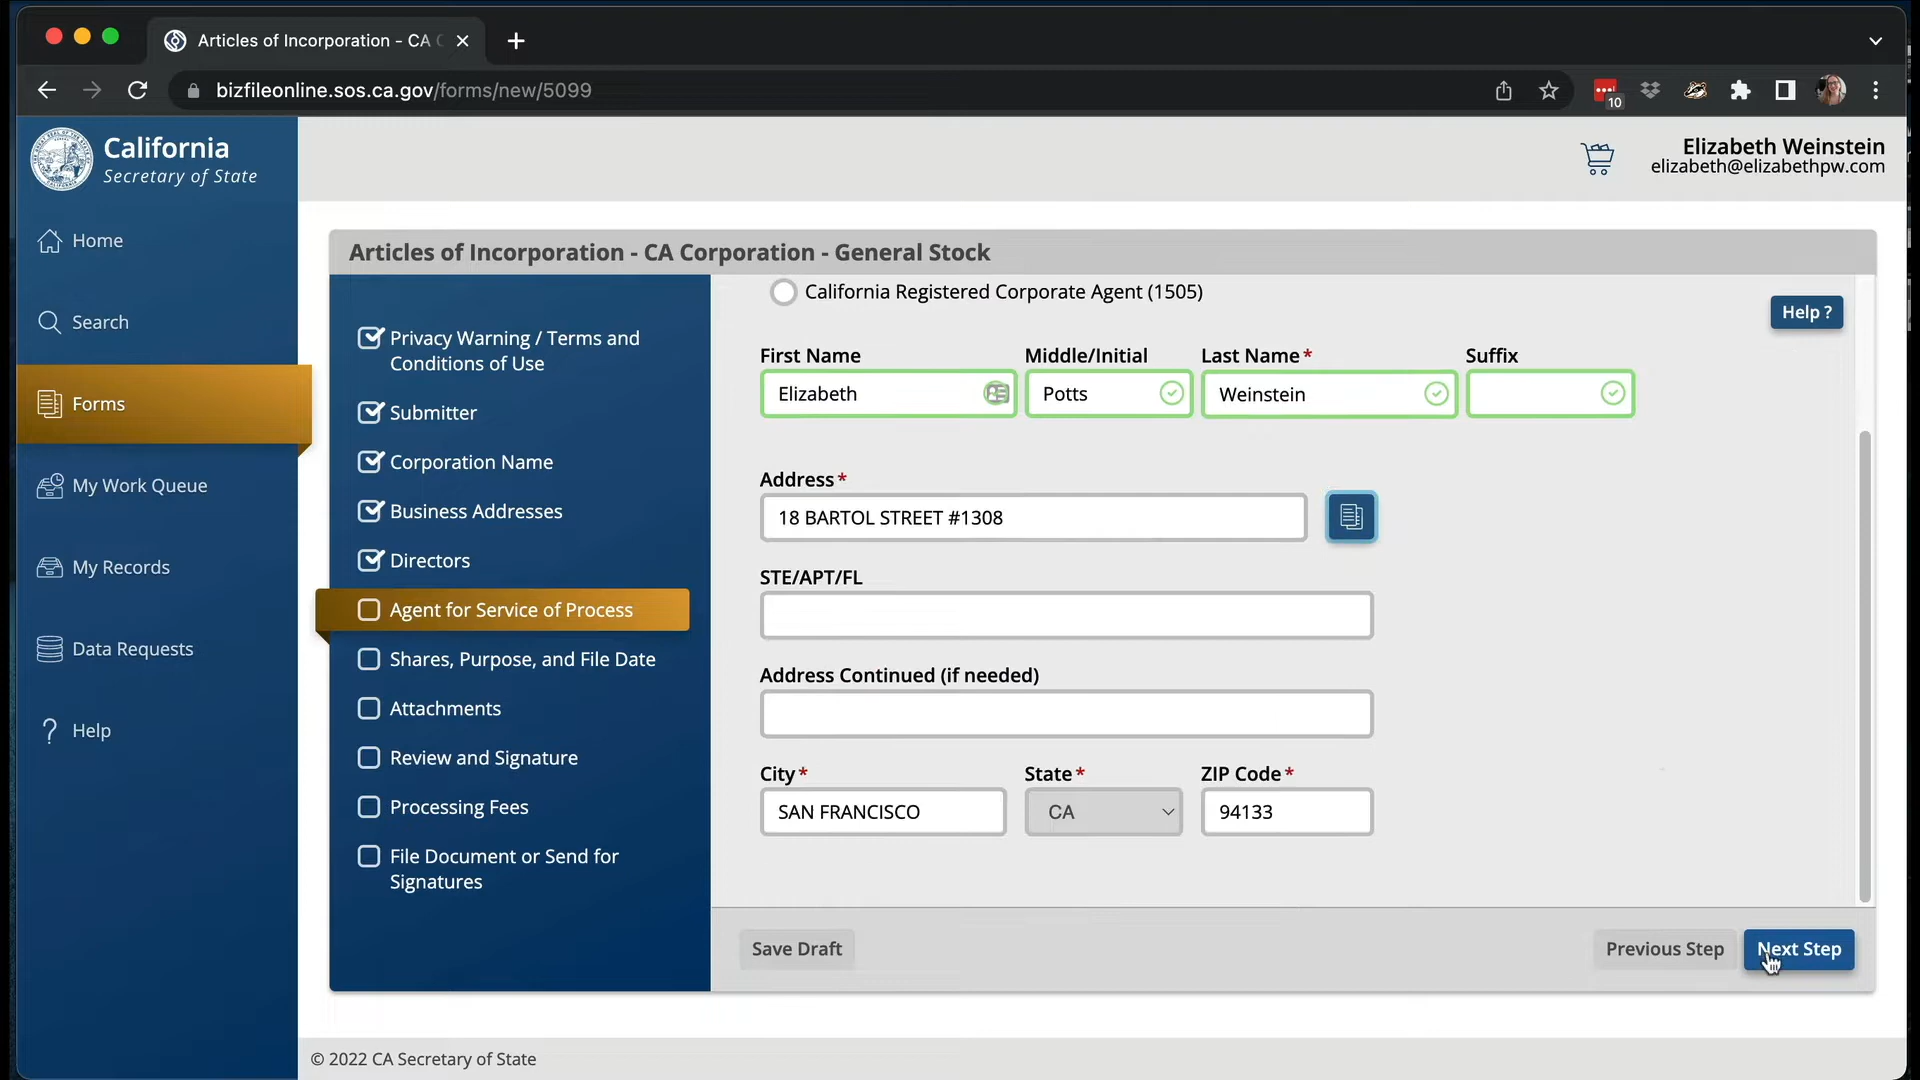 Articles of Incorporation - CA C
bizfileonline.sos.ca.gov/forms/new/5099
10
California
Secretary of State
Elizabeth Weinstein
elizabeth@elizabethpw.com
Home
Search
Forms
My Work Queue
My Records
Data Requests
Help
Articles of Incorporation - CA Corporation - General Stock
Privacy Warning / Terms and
Conditions of Use
Submitter
Corporation Name
Business Addresses
Directors
Agent for Service of Process
Shares, Purpose, and File Date
Attachments
Review and Signature
Processing Fees
File Document or Send for
Signatures
California Registered Corporate Agent (1505)
Help ?
First Name Middle/Initial Last Name* Suffix
Elizabeth Potts Weinstein
Address*
18 BARTOL STREET #1308
STE/APT/FL
Address Continued (if needed)
City* State* ZIP Code*
SAN FRANCISCO CA 94133
Save Draft Previous Step Next Step
© 2022 CA Secretary of State